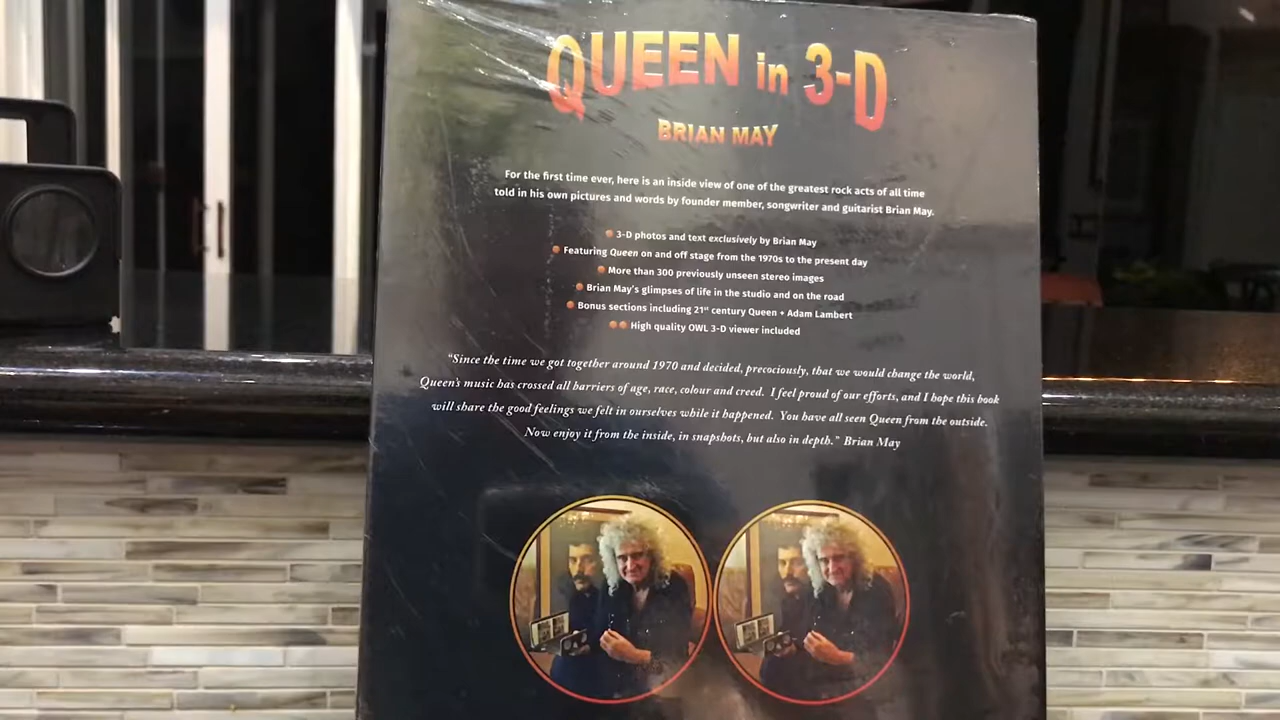 QUEEN in 3-D
BRIAN MAY
For the first time ever, here is an inside view of one of the greatest rock acts of all time
told in his own pictures and words by founder member, songwriter and guitarist Brian May.
3-D photos and text exclusively by Brian May
Featuring Queen on and off stage from the 1970s to the present day
More than 300 previously unseen stereo images
Brian May's glimpses of life in the studio and on the road
Bonus sections including 21st century Queen + Adam Lambert
High quality OWL 3-D viewer included
"Since the time we got together around 1970 and decided, precociously, that we would change the world,
Queen's music has crossed all barriers of age, race, colour and creed. I feel proud of our efforts, and I hope this book
will share the good feelings we felt in ourselves while it happened. You have all seen Queen from the outside.
Now enjoy it from the inside, in snapshots, but also in depth." Brian May